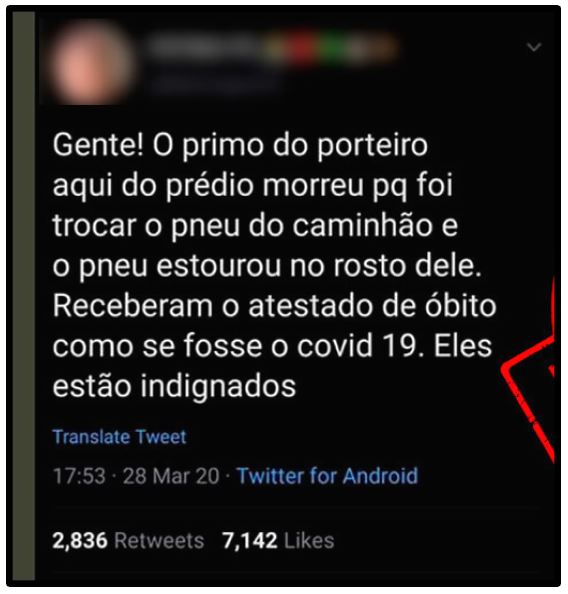 Gente! O primo do porteiro
aqui do prédio morreu pq foi
trocar o pneu do caminhão e
o pneu estourou no rosto dele.
Receberam o atestado de óbito
como se fosse o covid 19. Eles
estão indignados
Translate Tweet
17:53 · 28 Mar 20 · Twitter for Android
2,836 Retweets 7,142 Likes